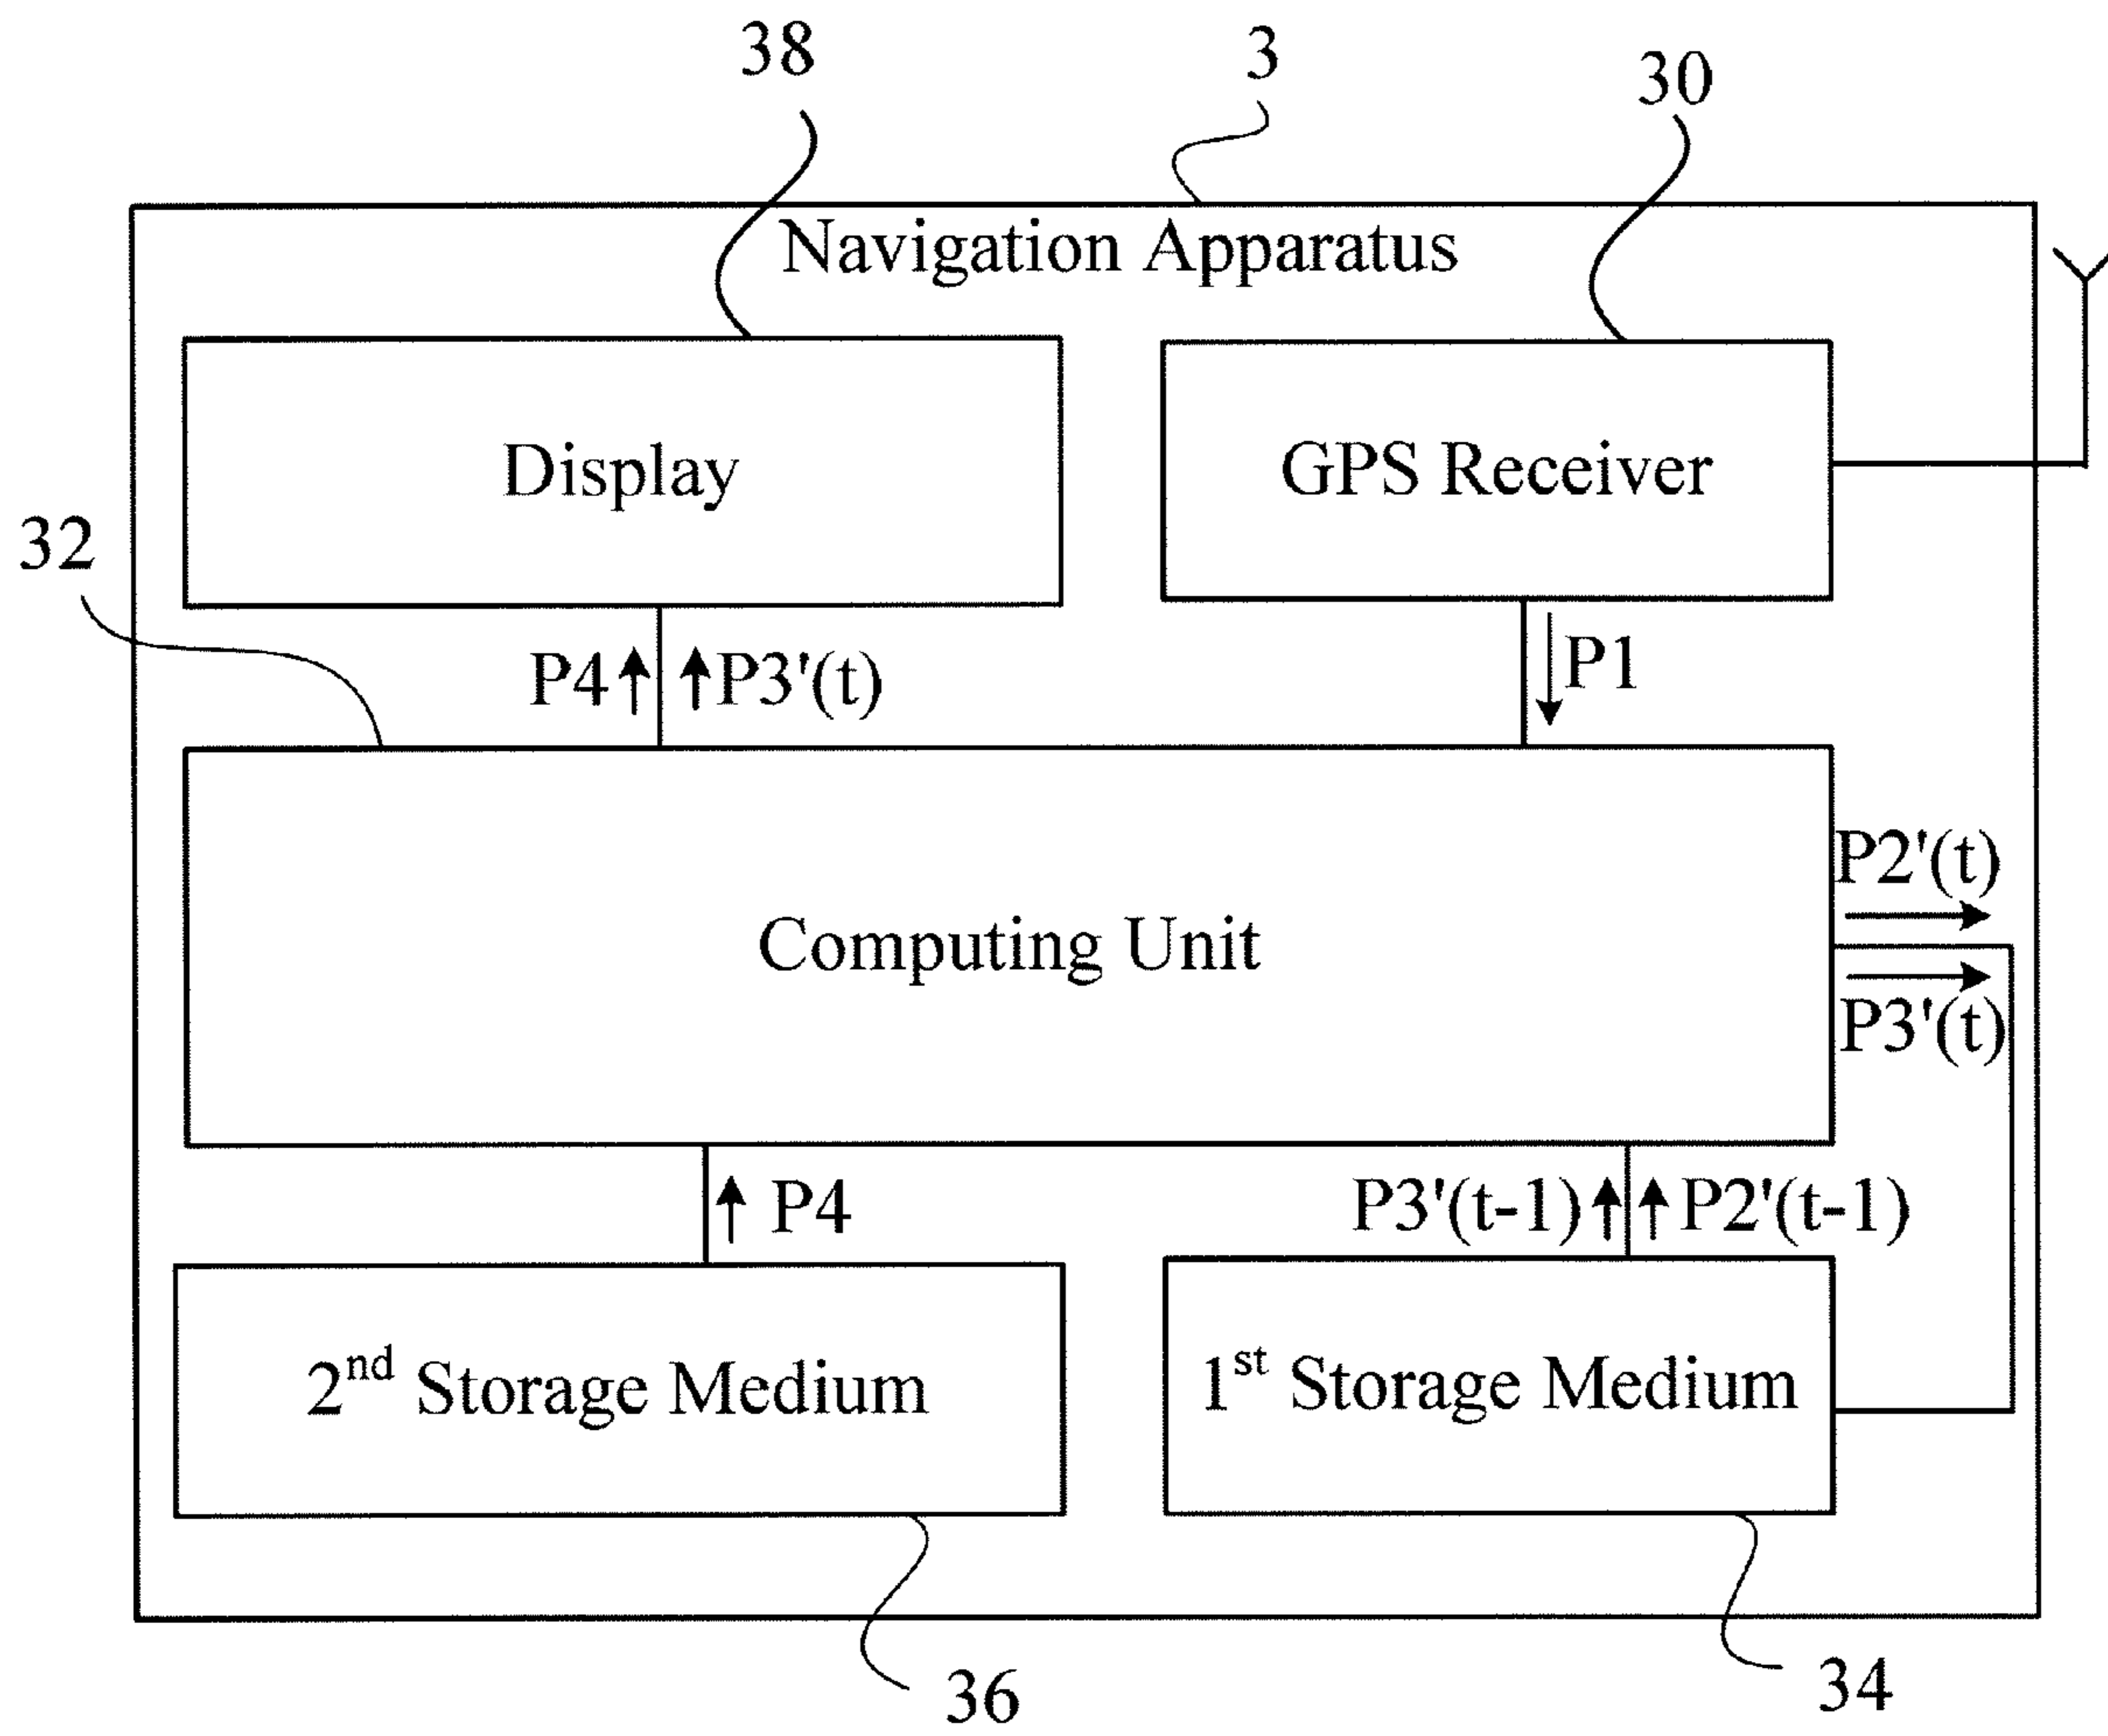 38
3
30
Navigation Apparatus
Display
GPS Receiver
32
P4
P3'(t)
P1
P2'(t)
Computing Unit
P3'(t)
P4
P3'(t-1)
P2'(t-1)
2nd Storage Medium
1st Storage Medium
36
34